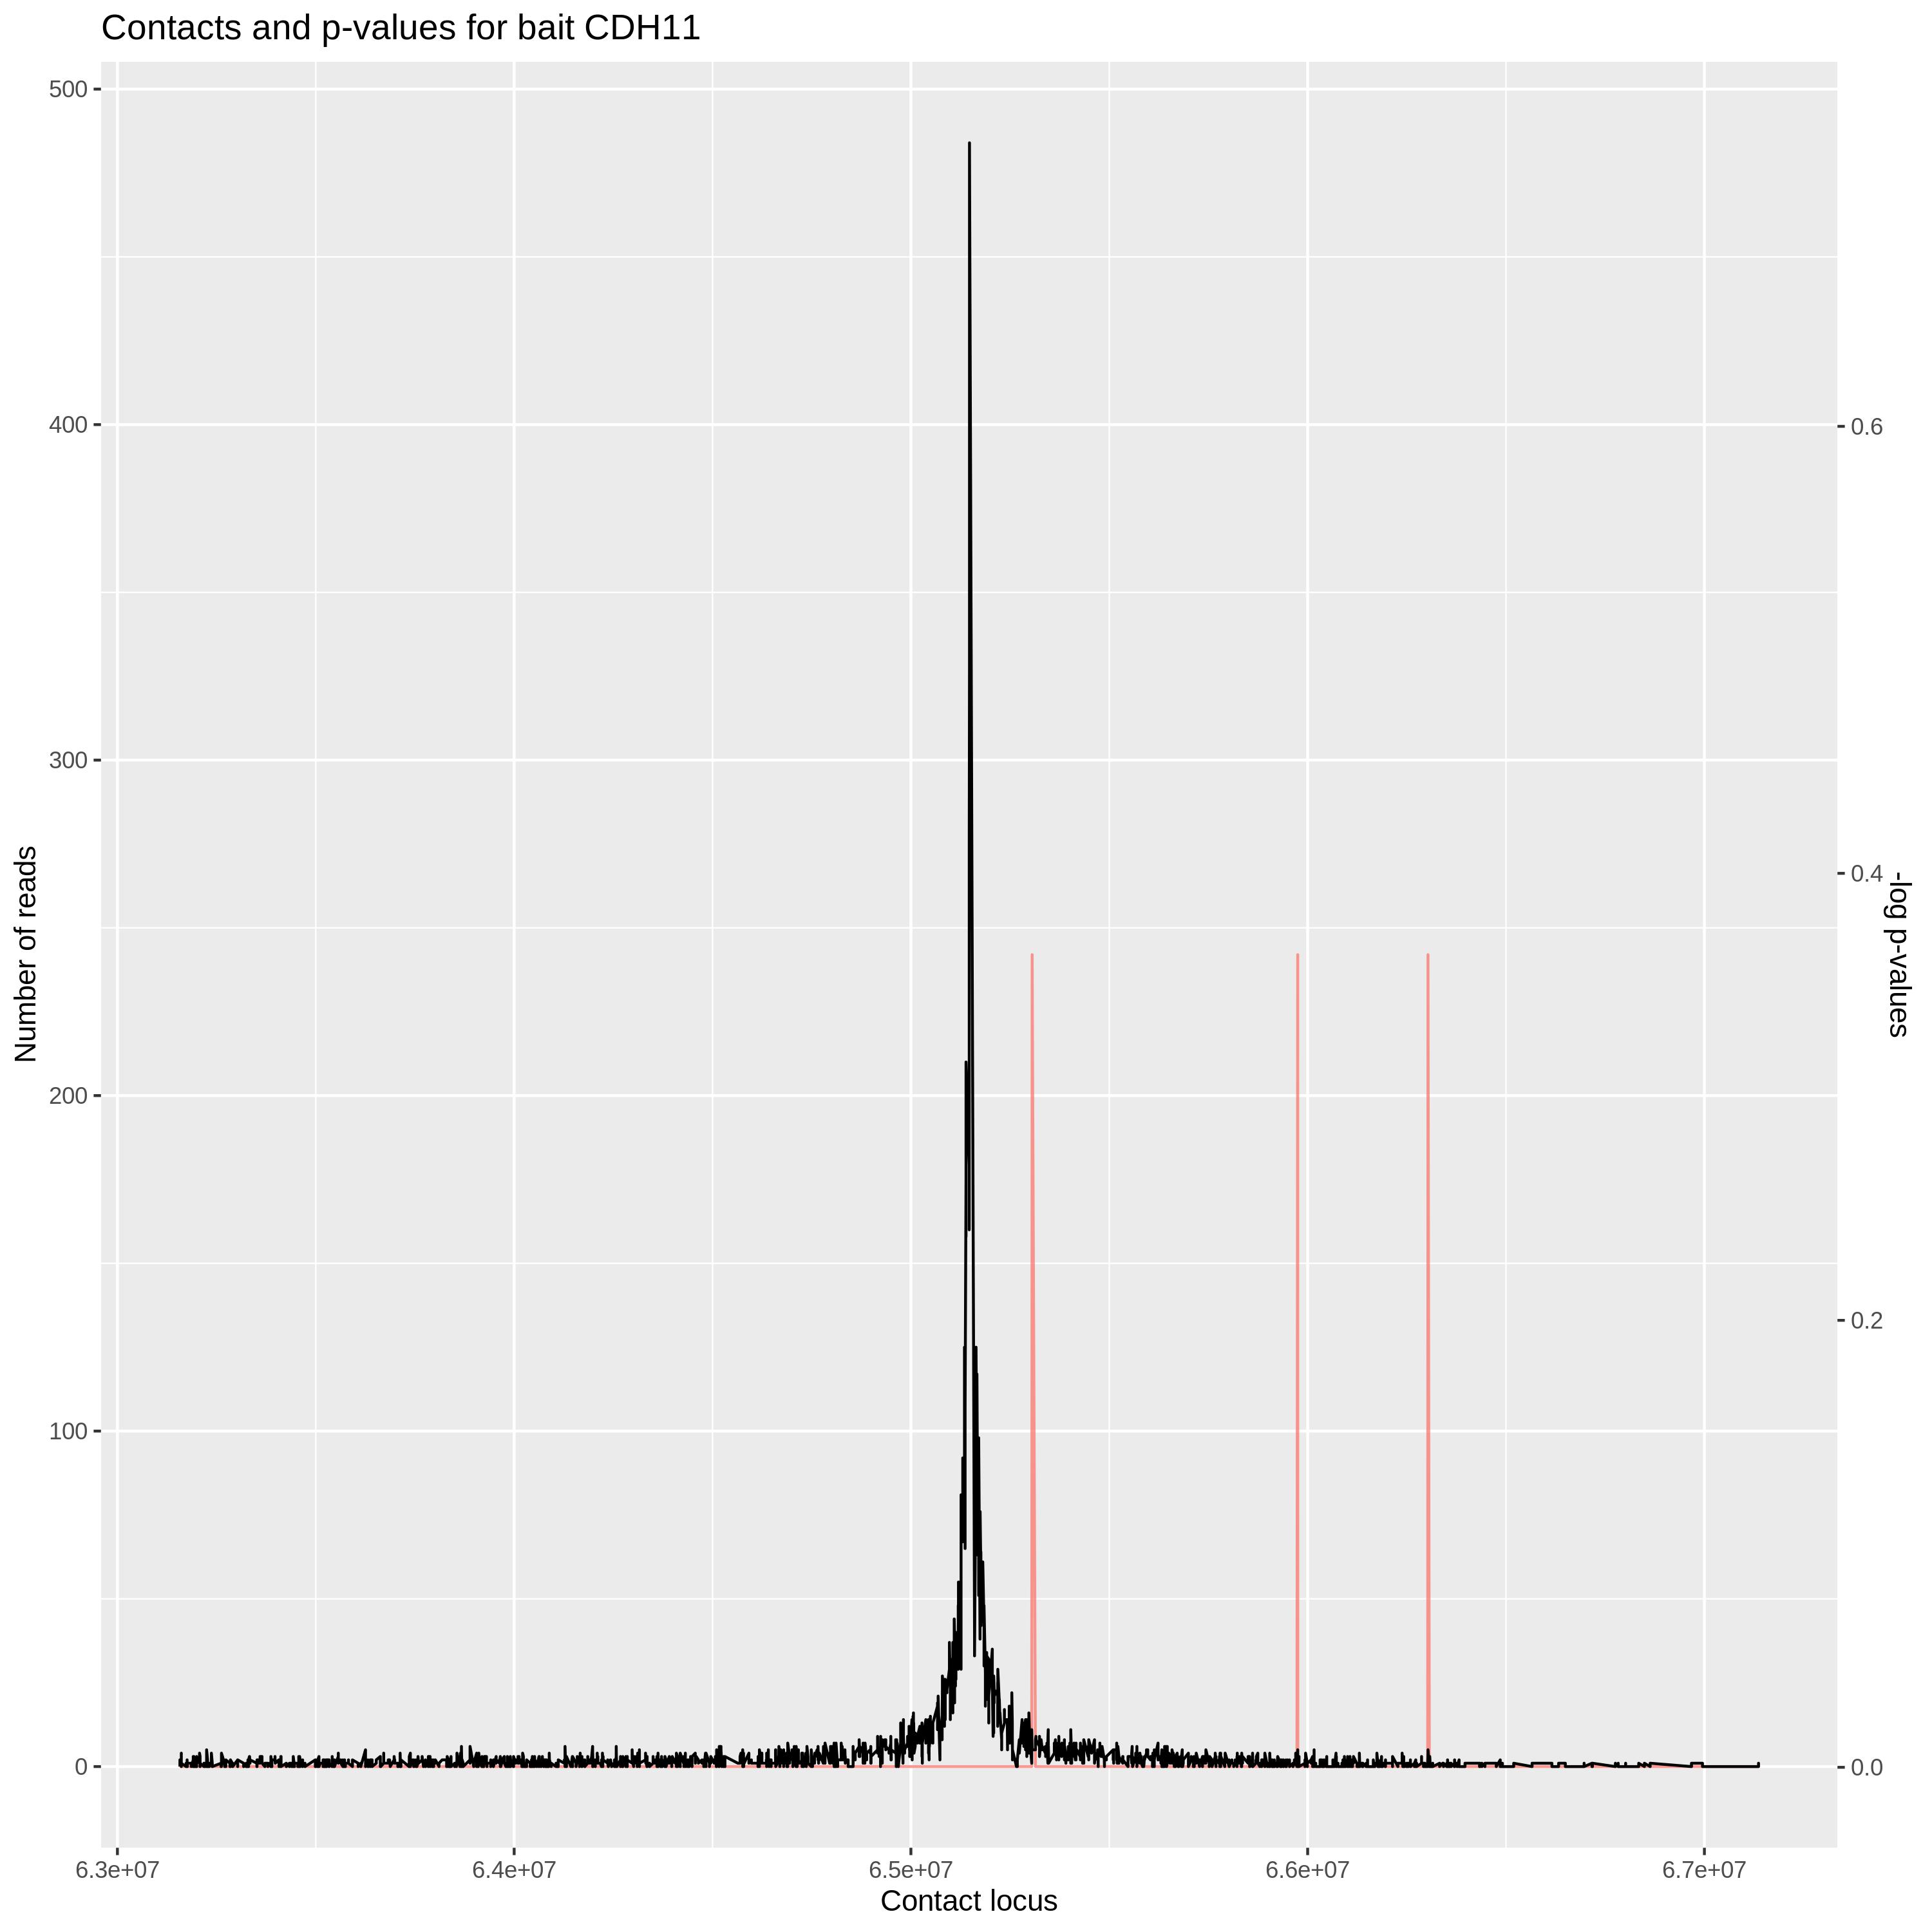 Contacts and p-values for bait CDH11
500
400
300
200
100
0
Number of reads
0.6
0.4
0.2
0.0
-log p-values
6.3e+07 6.4e+07 6.5e+07 6.6e+07 6.7e+07
Contact locus